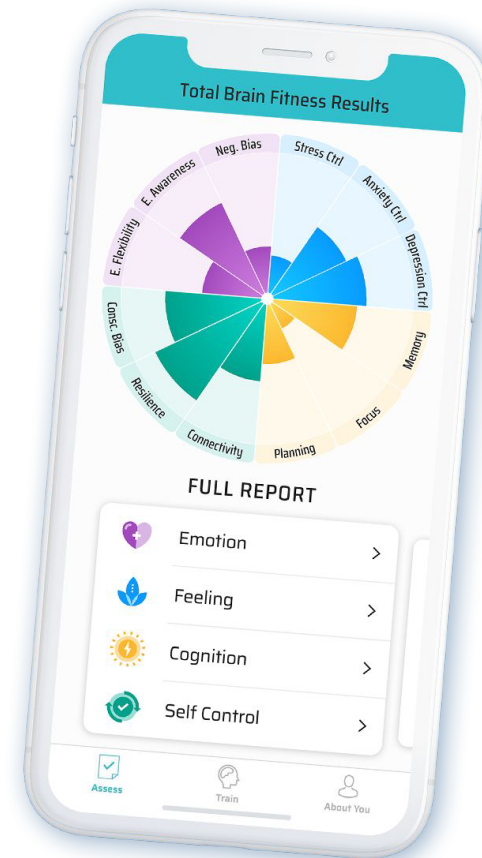 Total Brain Fitness Results
Neg. Bias
Stress Ctrl
E. Awareness
Anxiety Ctrl
E. Flexibility
Depression Ctrl
Consc. Bias
Memory
Resilience
Focus
Connectivity
Planning
FULL REPORT
Emotion
Feeling
Cognition
Self Control
Assess
Train
About You